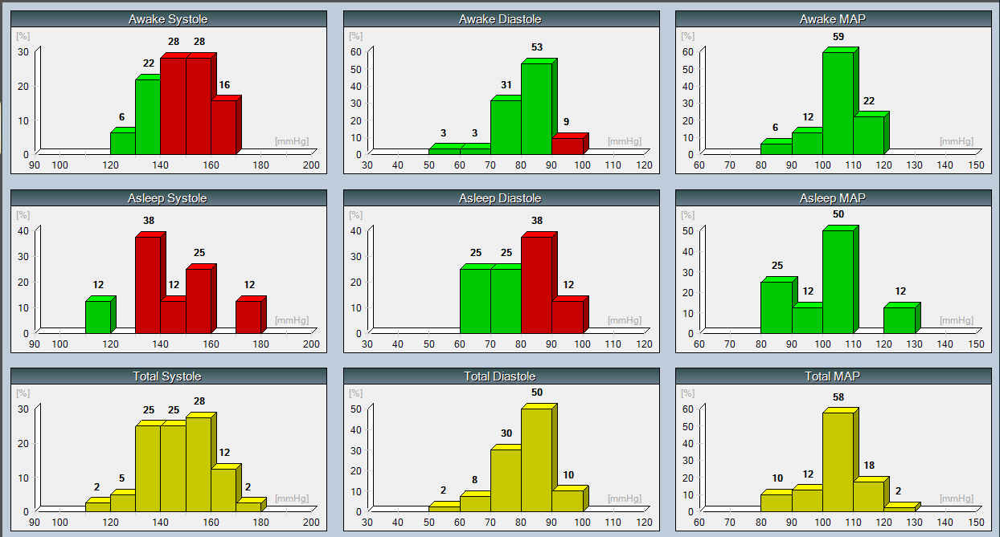 Awake Systole
[%]
28 28
30
22
20
16
10
6
[mmHg]
0
90 100 120 140 160 180 200
Awake Diastole
[%]
60
53
50
40
31
30
20
10
3 3
9
[mmHg]
0
30 40 50 60 70 80 90 100 110 120
Awake MAP
[%]
59
60
50
40
30
22
20
12
10
6
[mmHg]
0
60 70 80 90 100 110 120 130 140 150
Asleep Systole
[%]
38
40
30
25
20
12 12 12
10
[mmHg]
0
90 100 120 140 160 180 200
Asleep Diastole
[%]
38
40
30
25 25
20
12
10
[mmHg]
0
30 40 50 60 70 80 90 100 110 120
Asleep MAP
[%]
50
50
40
30
25
20
12 12
10
[mmHg]
0
60 70 80 90 100 110 120 130 140 150
Total Systole
[%]
28
30
25 25
20
12
10
2 5 2
[mmHg]
0
90 100 120 140 160 180 200
Total Diastole
[%]
50
50
40
30
30
20
10
2 8 10
[mmHg]
0
30 40 50 60 70 80 90 100 110 120
Total MAP
[%]
58
60
50
40
30
20
18
10 12
10
2
[mmHg]
0
60 70 80 90 100 110 120 130 140 150